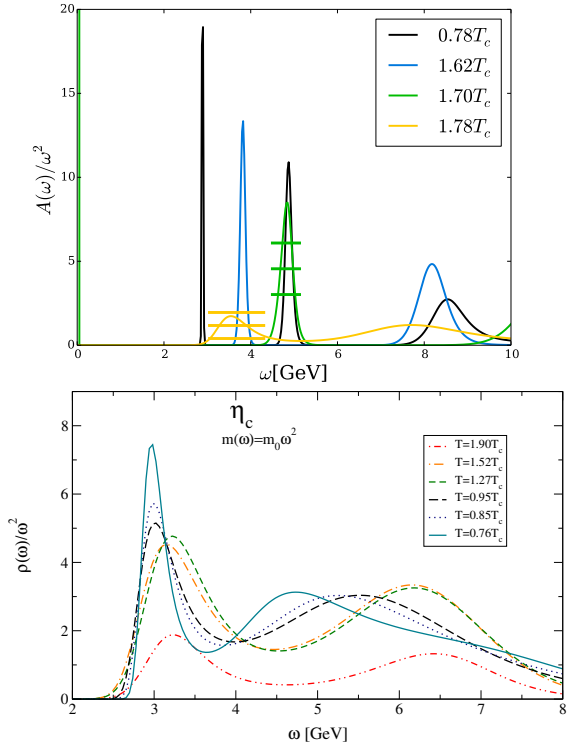 20
15
10
5
0
A(ω)/ω²
0.78T_c
1.62T_c
1.70T_c
1.78T_c
0 2 4 6 8 10
ω[GeV]
η_c
m(ω)=m₀ω²
8
6
4
2
0
ρ(ω)/ω²
T=1.90T_c
T=1.52T_c
T=1.27T_c
T=0.95T_c
T=0.85T_c
T=0.76T_c
2 3 4 5 6 7 8
ω [GeV]